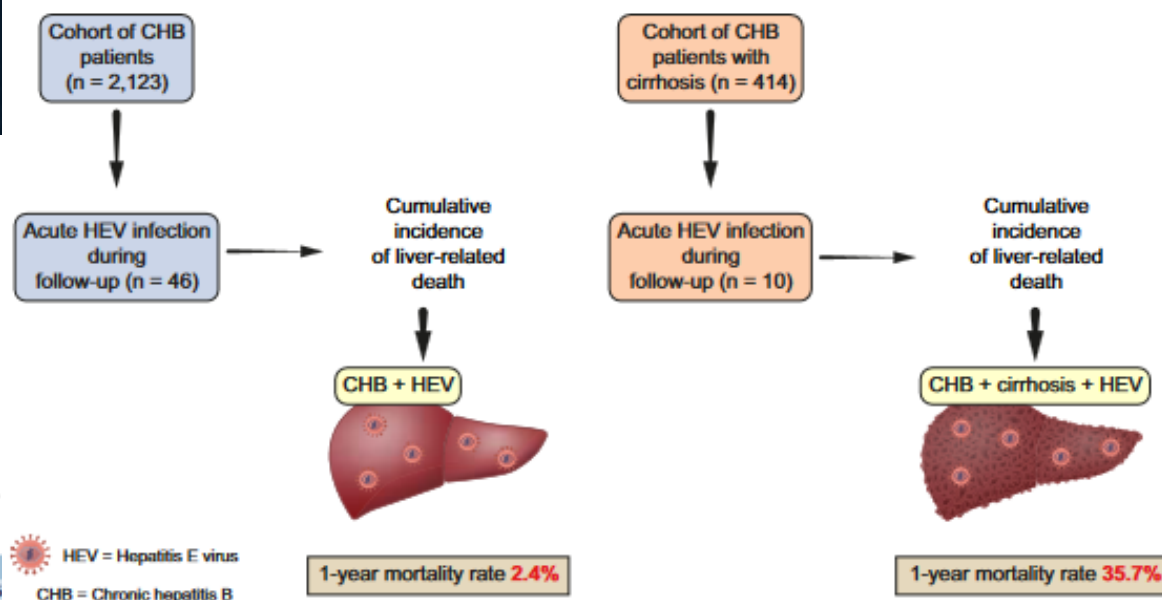 Cohort of CHB
patients
(n = 2,123)
Acute HEV infection
during
follow-up (n = 46)
Cumulative
incidence
of liver-related
death
CHB + HEV
1-year mortality rate 2.4%
HEV = Hepatitis E virus
CHB = Chronic hepatitis B
Cohort of CHB
patients with
cirrhosis (n = 414)
Acute HEV infection
during
follow-up (n = 10)
Cumulative
incidence
of liver-related
death
CHB + cirrhosis + HEV
1-year mortality rate 35.7%